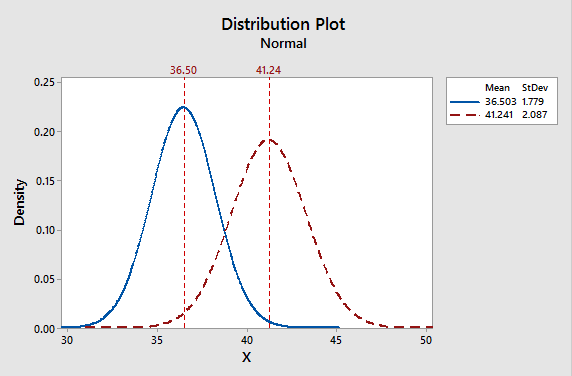 Distribution Plot
Normal
36.50 41.24
Mean StDev
36.503 1.779
41.241 2.087
0.25
0.20
0.15
0.10
0.05
0.00
Density
30 35 40 45 50
X